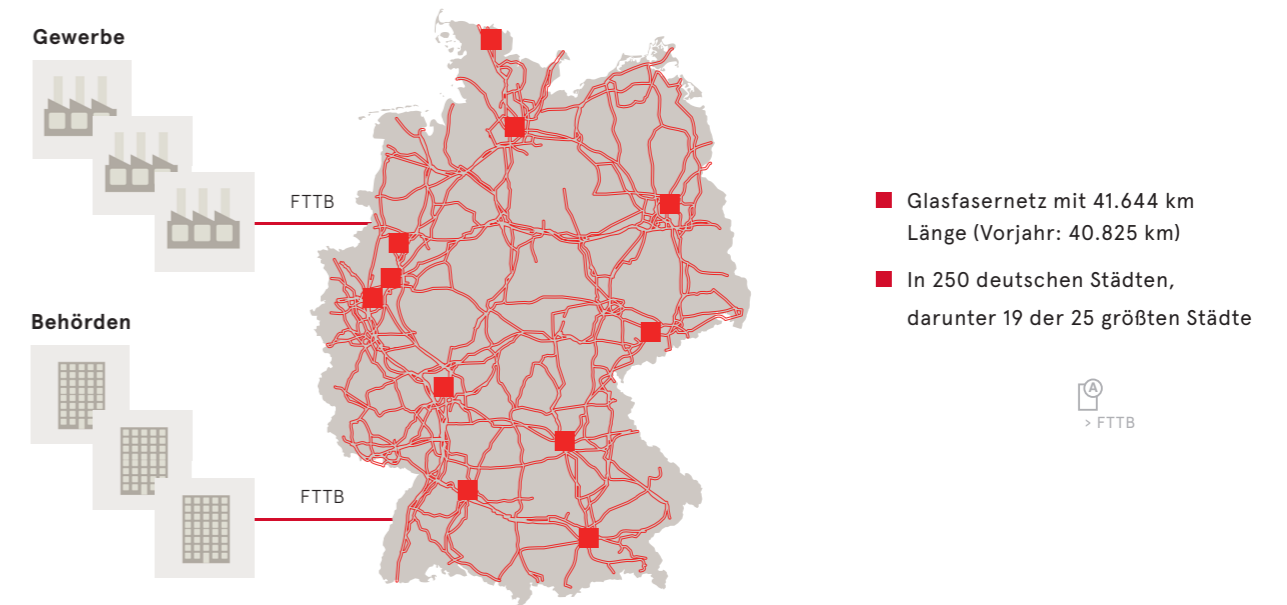 Gewerbe
FTTB
Glasfasernetz mit 41.644 km
Länge (Vorjahr: 40.825 km)
In 250 deutschen Städten,
darunter 19 der 25 größten Städte
Behörden
FTTB
A
> FTTB